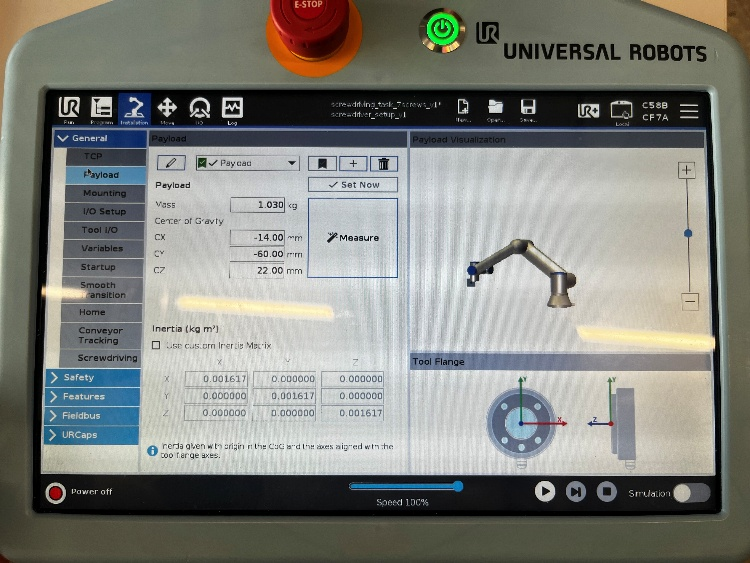 E-STOP
UR UNIVERSAL ROBOTS
UR
Run Program Installation Move I/O Log
screwdriving_task_7screws_v1*
screwdriver_setup_v1
New... Open... Save...
UR+
Local
C58B
CF7A
General
TCP
Payload
Mounting
I/O Setup
Tool I/O
Variables
Startup
Smooth
Transition
Home
Conveyor
Tracking
Screwdriving
Safety
Features
Fieldbus
URCaps
Payload
Payload
Payload
Set Now
Mass 1.030 kg
Center of Gravity
CX -14.00 mm
CY -60.00 mm
CZ 22.00 mm
Measure
Inertia (kg m²)
Use custom Inertia Matrix
X Y Z
X 0.001617 0.000000 0.000000
Y 0.000000 0.001617 0.000000
Z 0.000000 0.000000 0.001617
Inertia given with origin in the CoG and the axes aligned with the
tool flange axes.
Payload Visualization
Tool Flange
Y
X
Y
Z
Power off
Speed 100%
Simulation